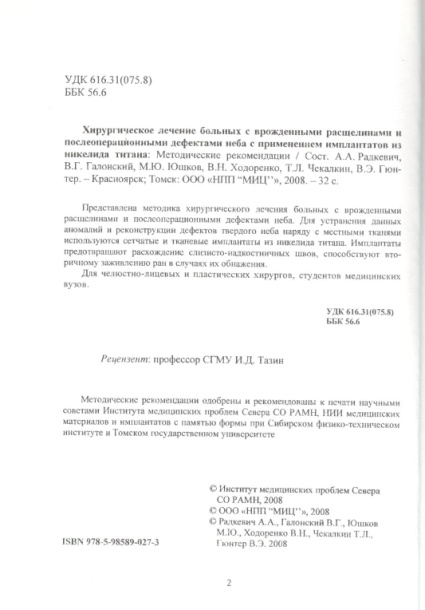 УДК 616.31(075.8)
ББК 56.6
Хирургическое лечение больных с врожденными расщелинами и
послеоперационными дефектами неба с применением имплантатов из
никелида титана: Методические рекомендации / Сост. А.А. Радкевич,
В.Г. Галонский, М.Ю. Юшков, В.Н. Ходоренко, Т.Л. Чекалкин, В.Э. Гюн-
тер. – Красноярск; Томск: ООО «НПП "МИЦ"», 2008. – 32 с.
Представлена методика хирургического лечения больных с врожденными
расщелинами и послеоперационными дефектами неба. Для устранения данных
аномалий и реконструкции дефектов твердого неба наряду с местными тканями
используются сетчатые и тканевые имплантаты из никелида титана. Имплантаты
предотвращают расхождение слизисто-надкостничных швов, способствуют вто-
ричному заживлению ран в случаях их обнажения.
Для челюстно-лицевых и пластических хирургов, студентов медицинских
вузов.
УДК 616.31(075.8)
ББК 56.6
Рецензент: профессор СГМУ И.Д. Тазин
Методические рекомендации одобрены и рекомендованы к печати научными
советами Института медицинских проблем Севера СО РАМН, НИИ медицинских
материалов и имплантатов с памятью формы при Сибирском физико-техническом
институте и Томском государственном университете
© Институт медицинских проблем Севера
СО РАМН, 2008
© ООО «НПП "МИЦ"», 2008
© Радкевич А.А., Галонский В.Г., Юшков
М.Ю., Ходоренко В.Н., Чекалкин Т.Л.,
Гюнтер В.Э. 2008
ISBN 978-5-98589-027-3
2